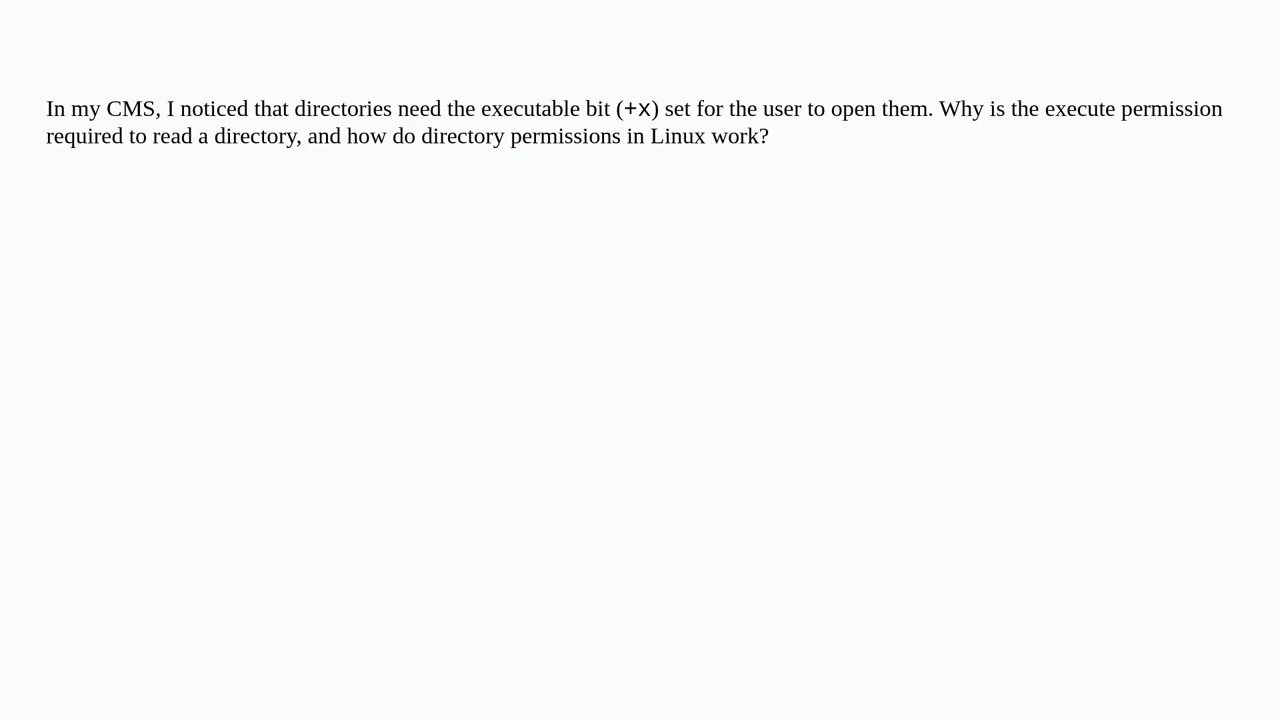 In my CMS, I noticed that directories need the executable bit (+x) set for the user to open them. Why is the execute permission
required to read a directory, and how do directory permissions in Linux work?